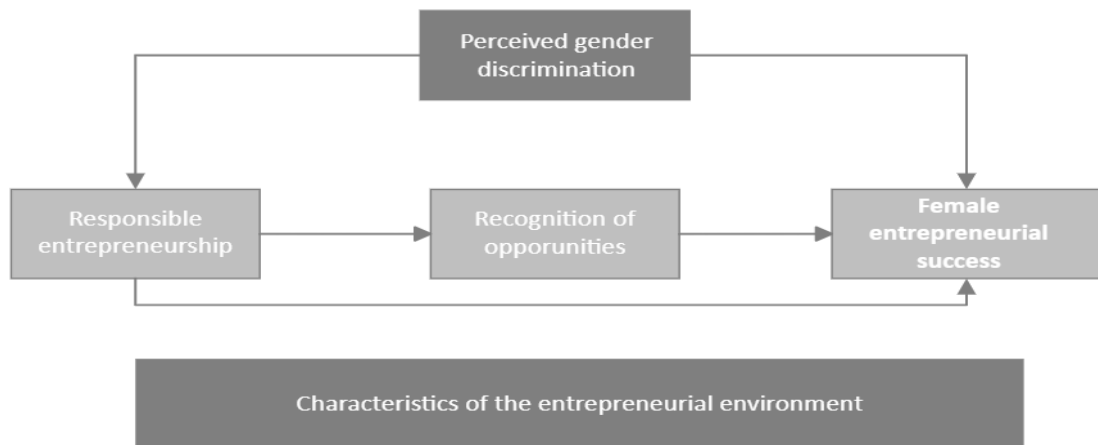 Perceived gender
discrimination
Responsible
entrepreneurship
Recognition of
opporunities
Female
entrepreneurial
success
Characteristics of the entrepreneurial environment